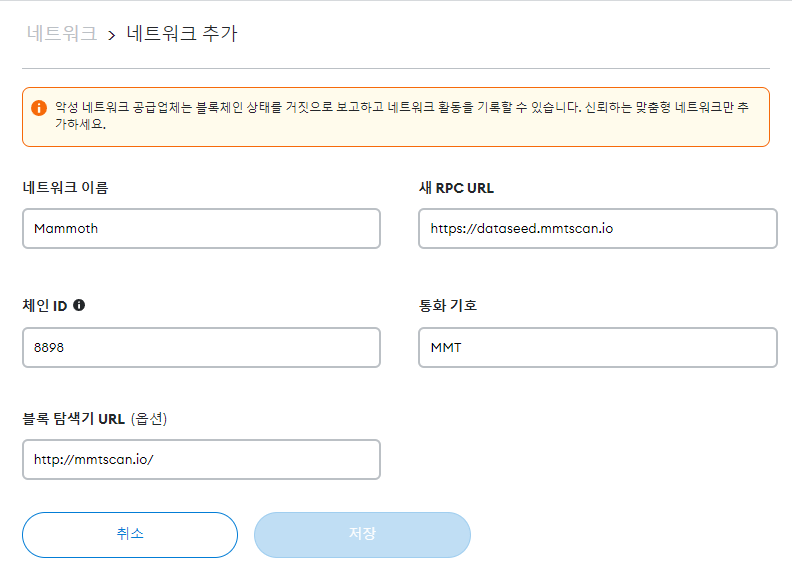 네트워크 > 네트워크 추가
악성 네트워크 공급업체는 블록체인 상태를 거짓으로 보고하고 네트워크 활동을 기록할 수 있습니다. 신뢰하는 맞춤형 네트워크만 추
가하세요.
네트워크 이름
새 RPC URL
Mammoth
https://dataseed.mmtscan.io
체인 ID
통화 기호
8898
MMT
블록 탐색기 URL (옵션)
http://mmtscan.io/
취소
저장